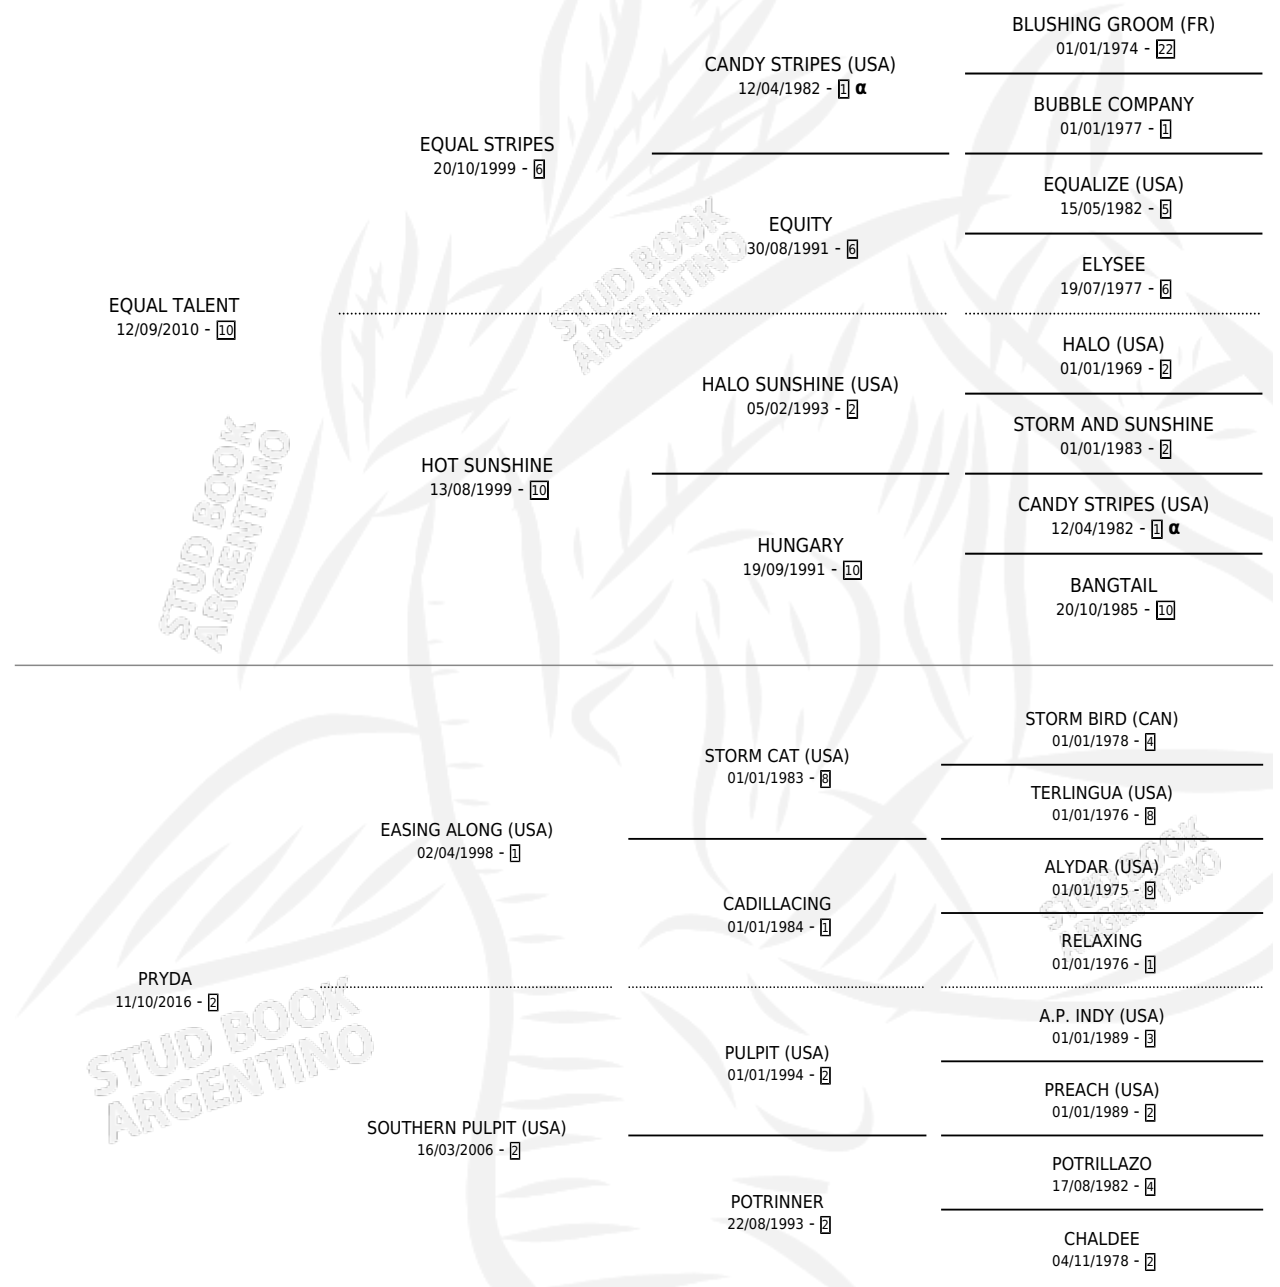 BLUSHING GROOM (FR)
01/01/1974 - 22
CANDY STRIPES (USA)
12/04/1982 - 1 α
BUBBLE COMPANY
01/01/1977 - 1
EQUAL STRIPES
20/10/1999 - 6
EQUALIZE (USA)
15/05/1982 - 5
EQUITY
30/08/1991 - 6
ELYSEE
19/07/1977 - 6
STUD BOOK
ARGENTINO
EQUAL TALENT
12/09/2010 - 10
HALO (USA)
01/01/1969 - 2
HALO SUNSHINE (USA)
05/02/1993 - 2
STORM AND SUNSHINE
01/01/1983 - 2
HOT SUNSHINE
13/08/1999 - 10
CANDY STRIPES (USA)
12/04/1982 - 1 α
HUNGARY
19/09/1991 - 10
BANGTAIL
20/10/1985 - 10
STUD BOOK
ARGENTINO
STORM BIRD (CAN)
01/01/1978 - 4
STORM CAT (USA)
01/01/1983 - 8
TERLINGUA (USA)
01/01/1976 - 8
EASING ALONG (USA)
02/04/1998 - 1
ALYDAR (USA)
01/01/1975 - 9
CADILLACING
01/01/1984 - 1
RELAXING
01/01/1976 - 1
STUD BOOK
ARGENTINO
PRYDA
11/10/2016 - 2
A.P. INDY (USA)
01/01/1989 - 3
PULPIT (USA)
01/01/1994 - 2
PREACH (USA)
01/01/1989 - 2
SOUTHERN PULPIT (USA)
16/03/2006 - 2
POTRILLAZO
17/08/1982 - 4
POTRINNER
22/08/1993 - 2
CHALDEE
04/11/1978 - 2
STUD BOOK
ARGENTINO